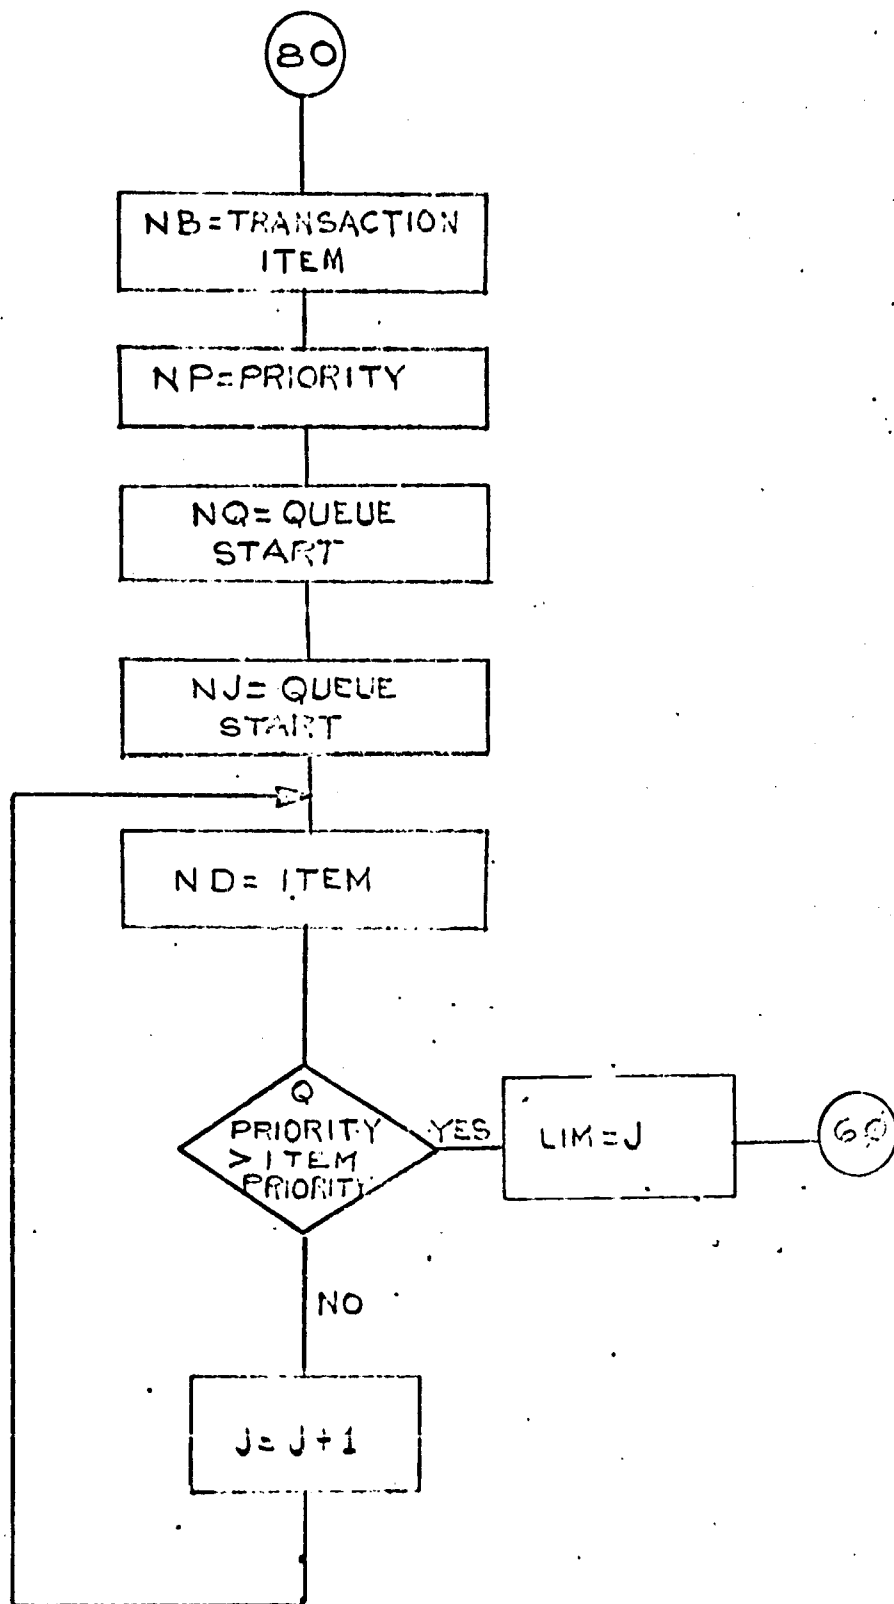 80
NB=TRANSACTION
ITEM
NP=PRIORITY
NQ=QUEUE
START
NJ=QUEUE
START
ND=ITEM
Q
PRIORITY
>ITEM
PRIORITY
YES
LIM=J
60
NO
J=J+1